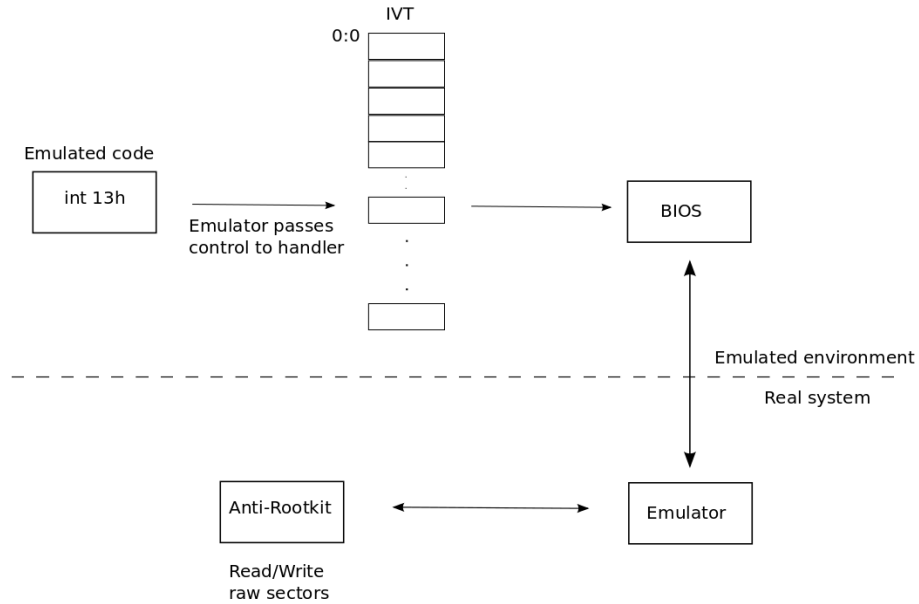 IVT
0:0
Emulated code
int 13h
Emulator passes
control to handler
BIOS
Emulated environment
Real system
Anti-Rootkit
Emulator
Read/Write
raw sectors